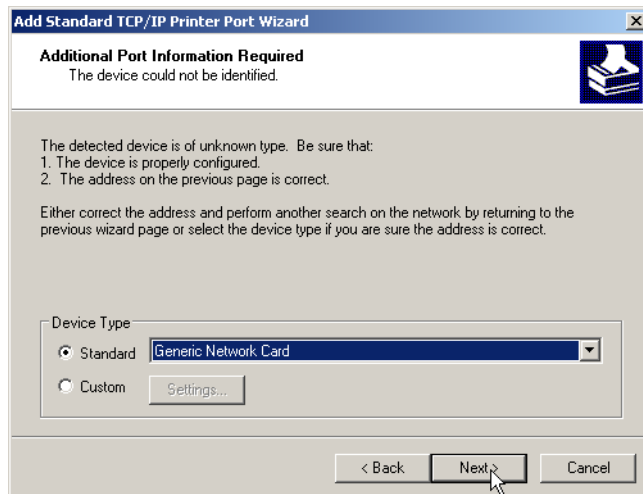 Add Standard TCP/IP Printer Port Wizard
Additional Port Information Required
The device could not be identified.
The detected device is of unknown type.  Be sure that:
1. The device is properly configured.
2.  The address on the previous page is correct.
Either correct the address and perform another search on the network by returning to the
previous wizard page or select the device type if you are sure the address is correct.
Device Type
Standard Generic Network Card
Custom Settings...
< Back Next > Cancel